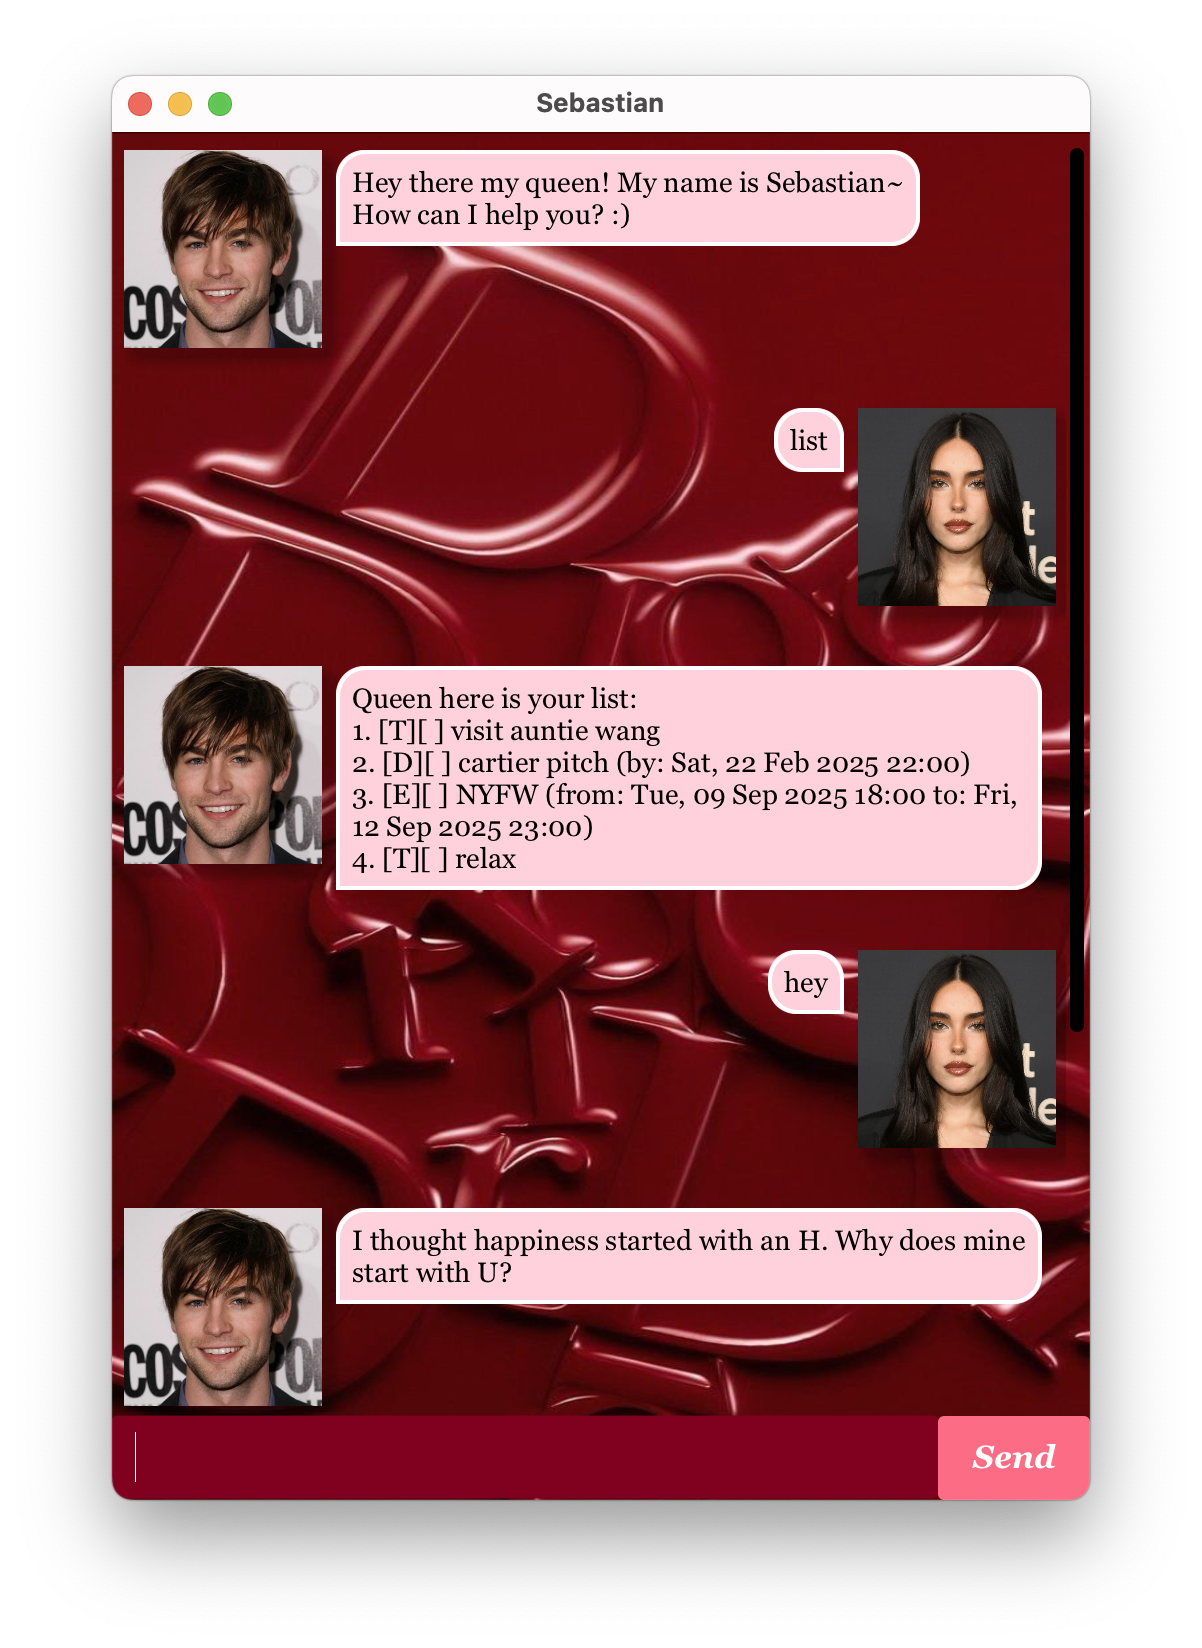 Sebastian
Hey there my queen! My name is Sebastian~
How can I help you? :)
list
Queen here is your list:
1. [T][ ] visit auntie wang
2. [D][ ] cartier pitch (by: Sat, 22 Feb 2025 22:00)
3. [E][ ] NYFW (from: Tue, 09 Sep 2025 18:00 to: Fri,
12 Sep 2025 23:00)
4. [T][ ] relax
hey
I thought happiness started with an H. Why does mine
start with U?
Send